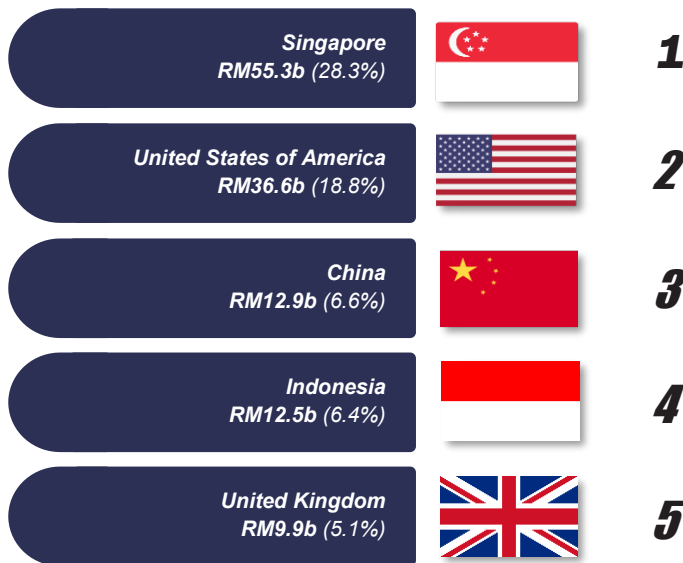 Singapore
RM55.3b (28.3%)
1
United States of America
RM36.6b (18.8%)
2
China
RM12.9b (6.6%)
3
Indonesia
RM12.5b (6.4%)
4
United Kingdom
RM9.9b (5.1%)
5